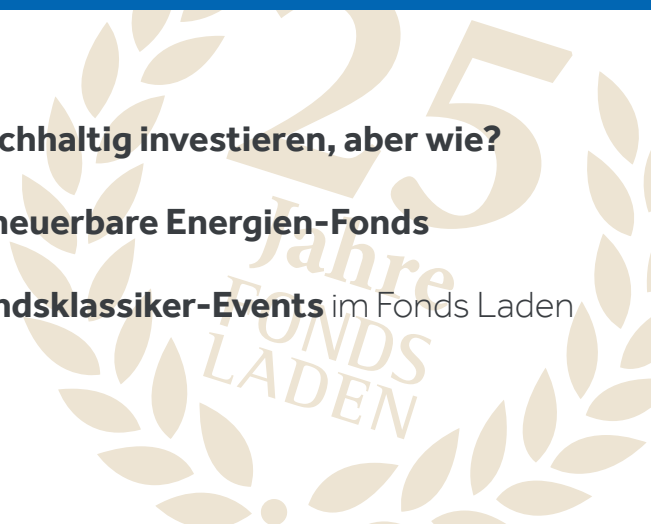 chhaltig investieren, aber wie?
neuerbare Energien-Fonds
ndsklassiker-Events im Fonds Laden
25
Jahre
FONDS
LADEN